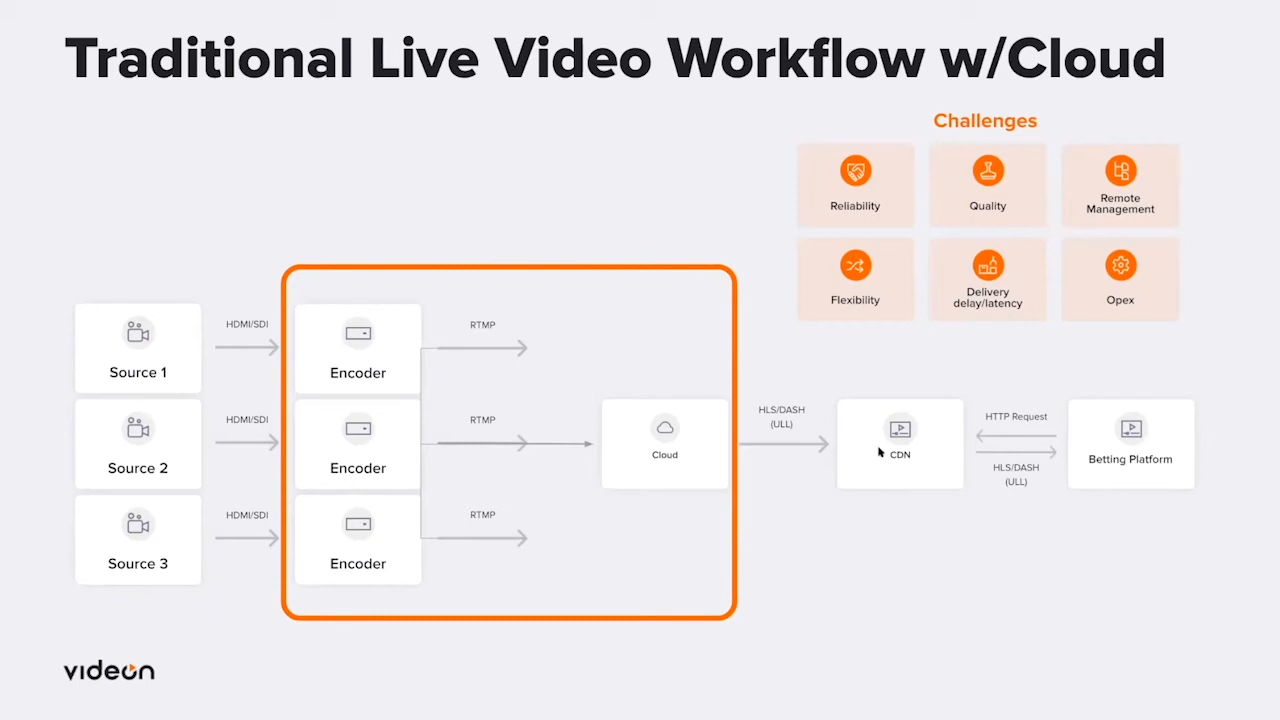 Traditional Live Video Workflow w/Cloud
Challenges
Reliability
Quality
Remote
Management
Flexibility
Delivery
delay/latency
Opex
Source 1
HDMI/SDI
Encoder
RTMP
Source 2
HDMI/SDI
Encoder
RTMP
Cloud
HLS/DASH
(ULL)
CDN
HTTP Request
HLS/DASH
(ULL)
Betting Platform
Source 3
HDMI/SDI
Encoder
RTMP
videon